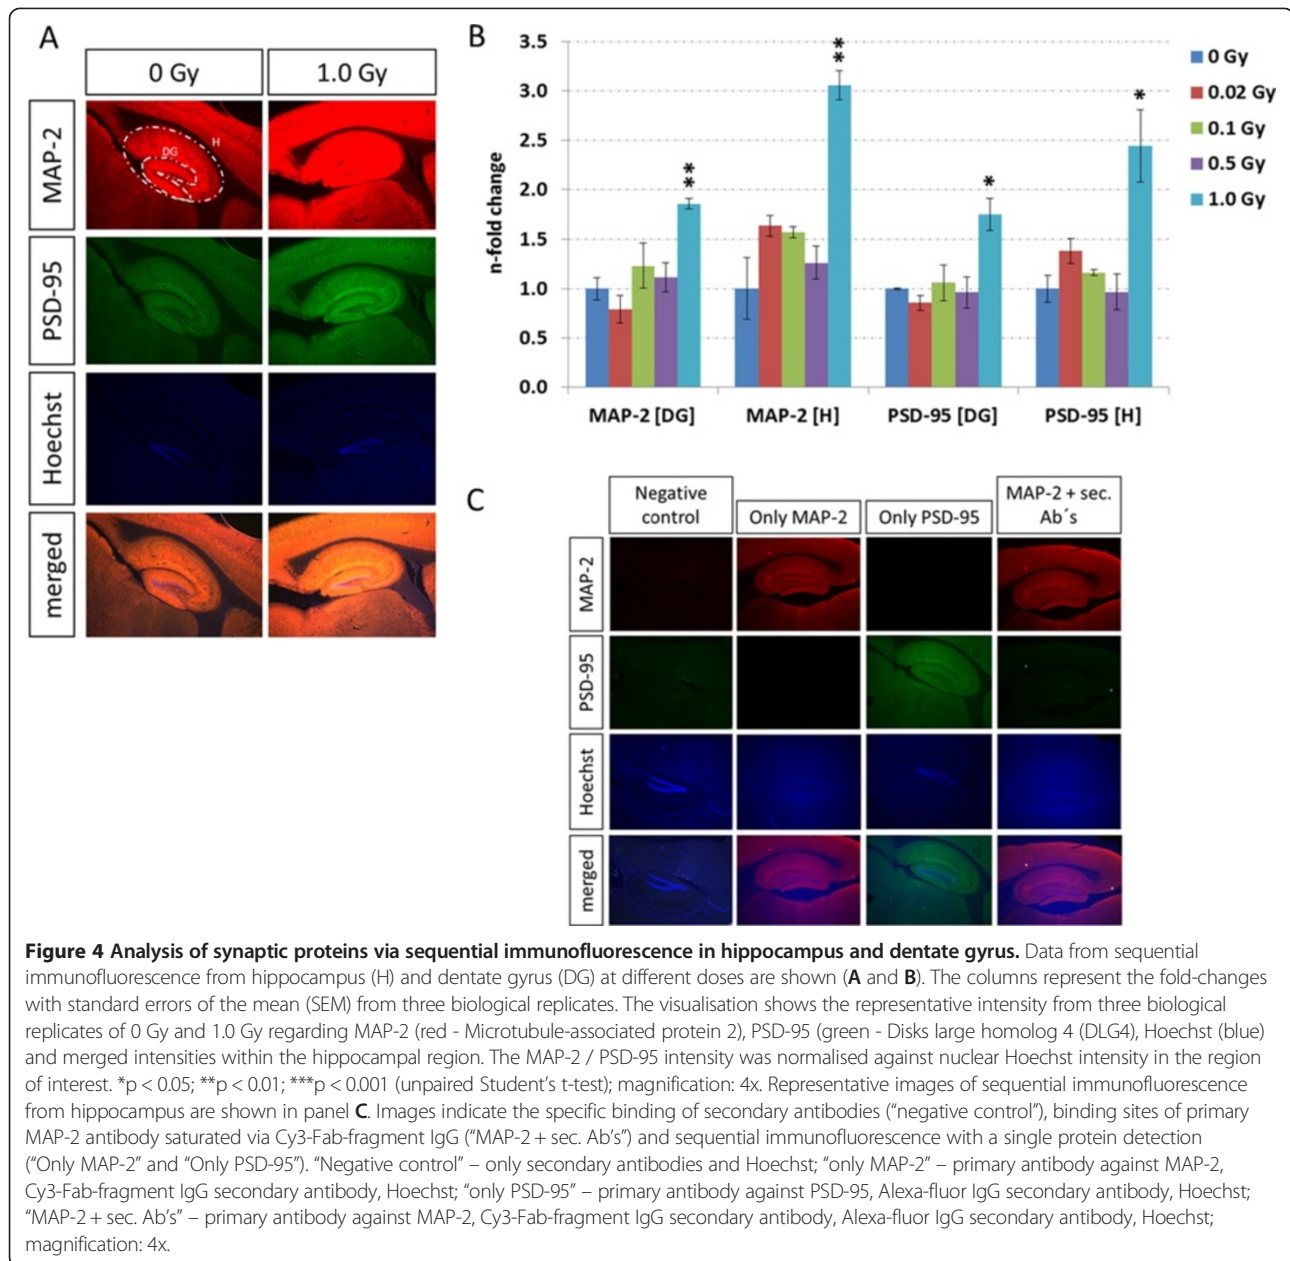 A
0 Gy
1.0 Gy
MAP-2
DG
H
PSD-95
Hoechst
merged
B
n-fold change
3.5
3.0
2.5
2.0
1.5
1.0
0.5
0.0
**
**
*
*
MAP-2 [DG]
MAP-2 [H]
PSD-95 [DG]
PSD-95 [H]
0 Gy
0.02 Gy
0.1 Gy
0.5 Gy
1.0 Gy
C
Negative
control
Only MAP-2
Only PSD-95
MAP-2 + sec.
Ab´s
MAP-2
PSD-95
Hoechst
merged
Figure 4 Analysis of synaptic proteins via sequential immunofluorescence in hippocampus and dentate gyrus. Data from sequential
immunofluorescence from hippocampus (H) and dentate gyrus (DG) at different doses are shown (A and B). The columns represent the fold-changes
with standard errors of the mean (SEM) from three biological replicates. The visualisation shows the representative intensity from three biological
replicates of 0 Gy and 1.0 Gy regarding MAP-2 (red - Microtubule-associated protein 2), PSD-95 (green - Disks large homolog 4 (DLG4), Hoechst (blue)
and merged intensities within the hippocampal region. The MAP-2 / PSD-95 intensity was normalised against nuclear Hoechst intensity in the region
of interest. *p < 0.05; **p < 0.01; ***p < 0.001 (unpaired Student's t-test); magnification: 4x. Representative images of sequential immunofluorescence
from hippocampus are shown in panel C. Images indicate the specific binding of secondary antibodies ("negative control"), binding sites of primary
MAP-2 antibody saturated via Cy3-Fab-fragment IgG ("MAP-2 + sec. Ab's") and sequential immunofluorescence with a single protein detection
("Only MAP-2" and "Only PSD-95"). "Negative control" – only secondary antibodies and Hoechst; "only MAP-2" – primary antibody against MAP-2,
Cy3-Fab-fragment IgG secondary antibody, Hoechst; "only PSD-95" – primary antibody against PSD-95, Alexa-fluor IgG secondary antibody, Hoechst;
"MAP-2 + sec. Ab's" – primary antibody against MAP-2, Cy3-Fab-fragment IgG secondary antibody, Alexa-fluor IgG secondary antibody, Hoechst;
magnification: 4x.